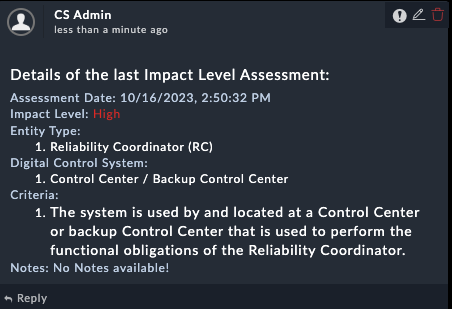 CS Admin
less than a minute ago
Details of the last Impact Level Assessment:
Assessment Date: 10/16/2023, 2:50:32 PM
Impact Level: High
Entity Type:
1. Reliability Coordinator (RC)
Digital Control System:
1. Control Center / Backup Control Center
Criteria:
1. The system is used by and located at a Control Center
or backup Control Center that is used to perform the
functional obligations of the Reliability Coordinator.
Notes: No Notes available!
Reply